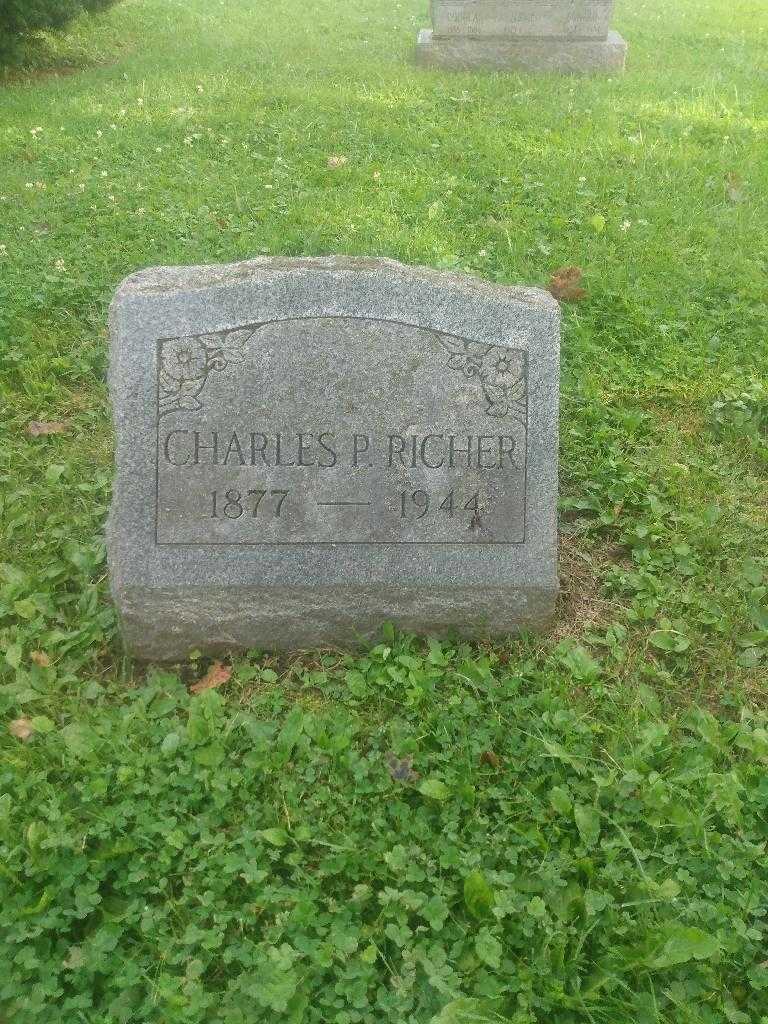 CHARLES P. RICHER
1877 — 1944